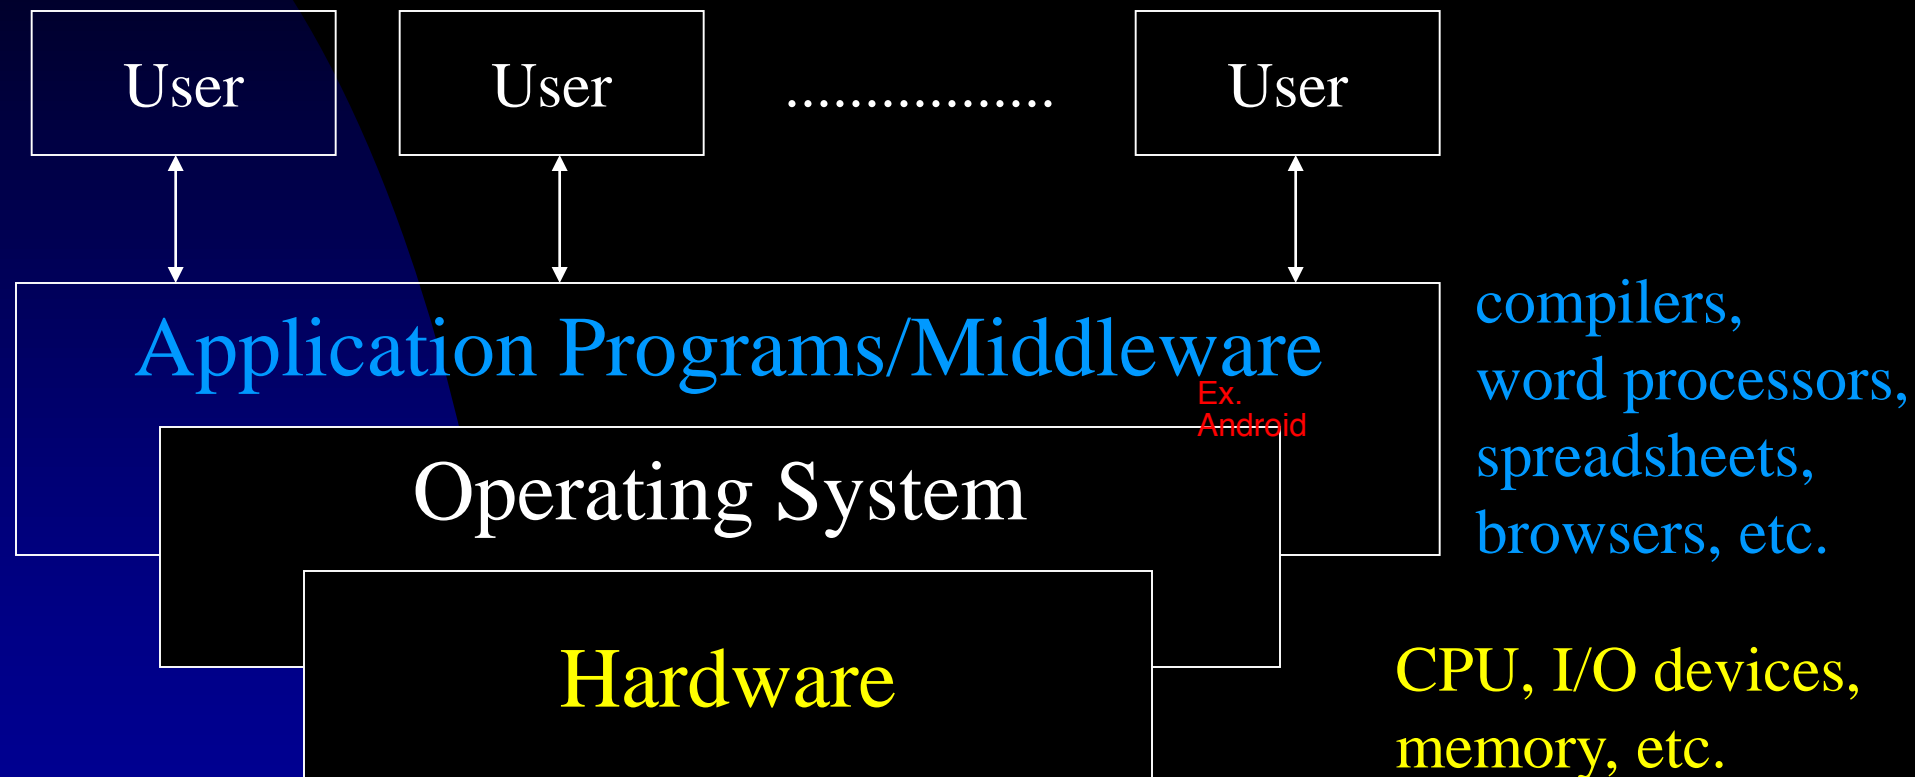 User
User
.................
User
Application Programs/Middleware
Ex.
Android
compilers,
word processors,
spreadsheets,
browsers, etc.
Operating System
Hardware
CPU, I/O devices,
memory, etc.